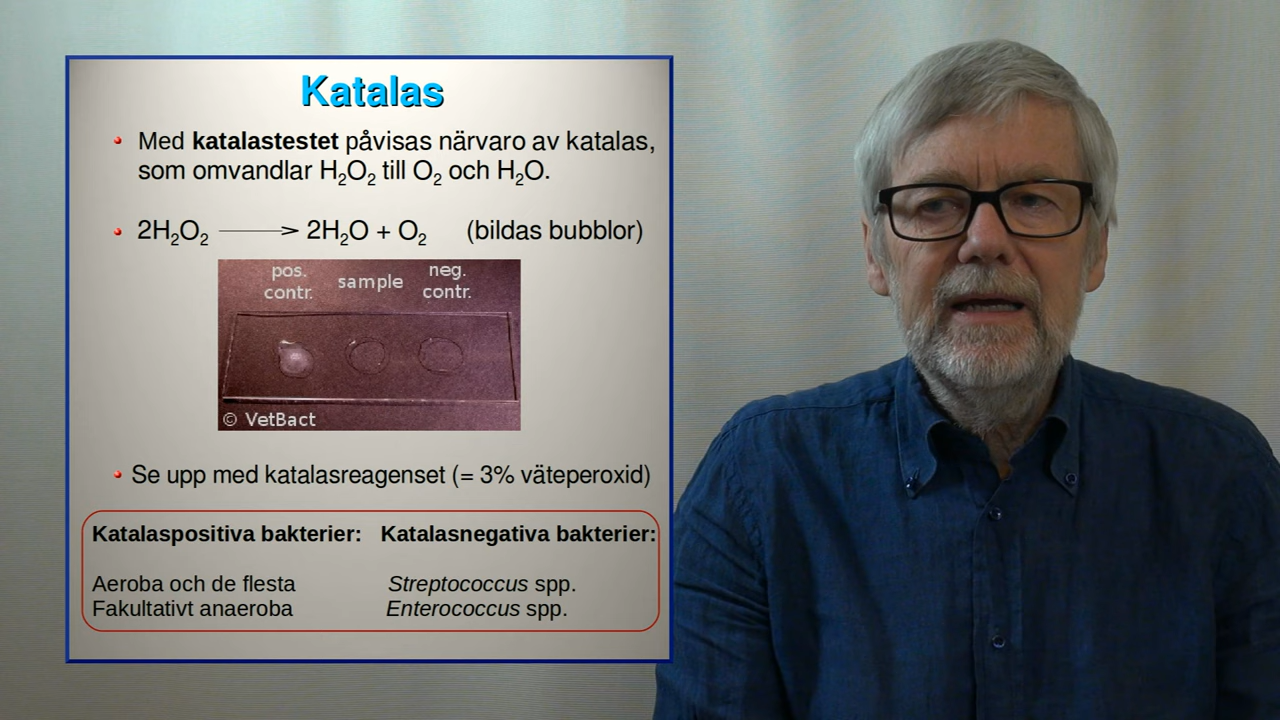 Katalas
• Med katalastestet påvisas närvaro av katalas,
som omvandlar H₂O₂ till O₂ och H₂O.
• 2H₂O₂ ⟶ 2H₂O + O₂ (bildas bubblor)
pos. contr. sample neg. contr.
© VetBact
• Se upp med katalasreagenset (= 3% väteperoxid)
Katalaspositiva bakterier: Katalasnegativa bakterier:
Aeroba och de flesta Streptococcus spp.
Fakultativt anaeroba Enterococcus spp.